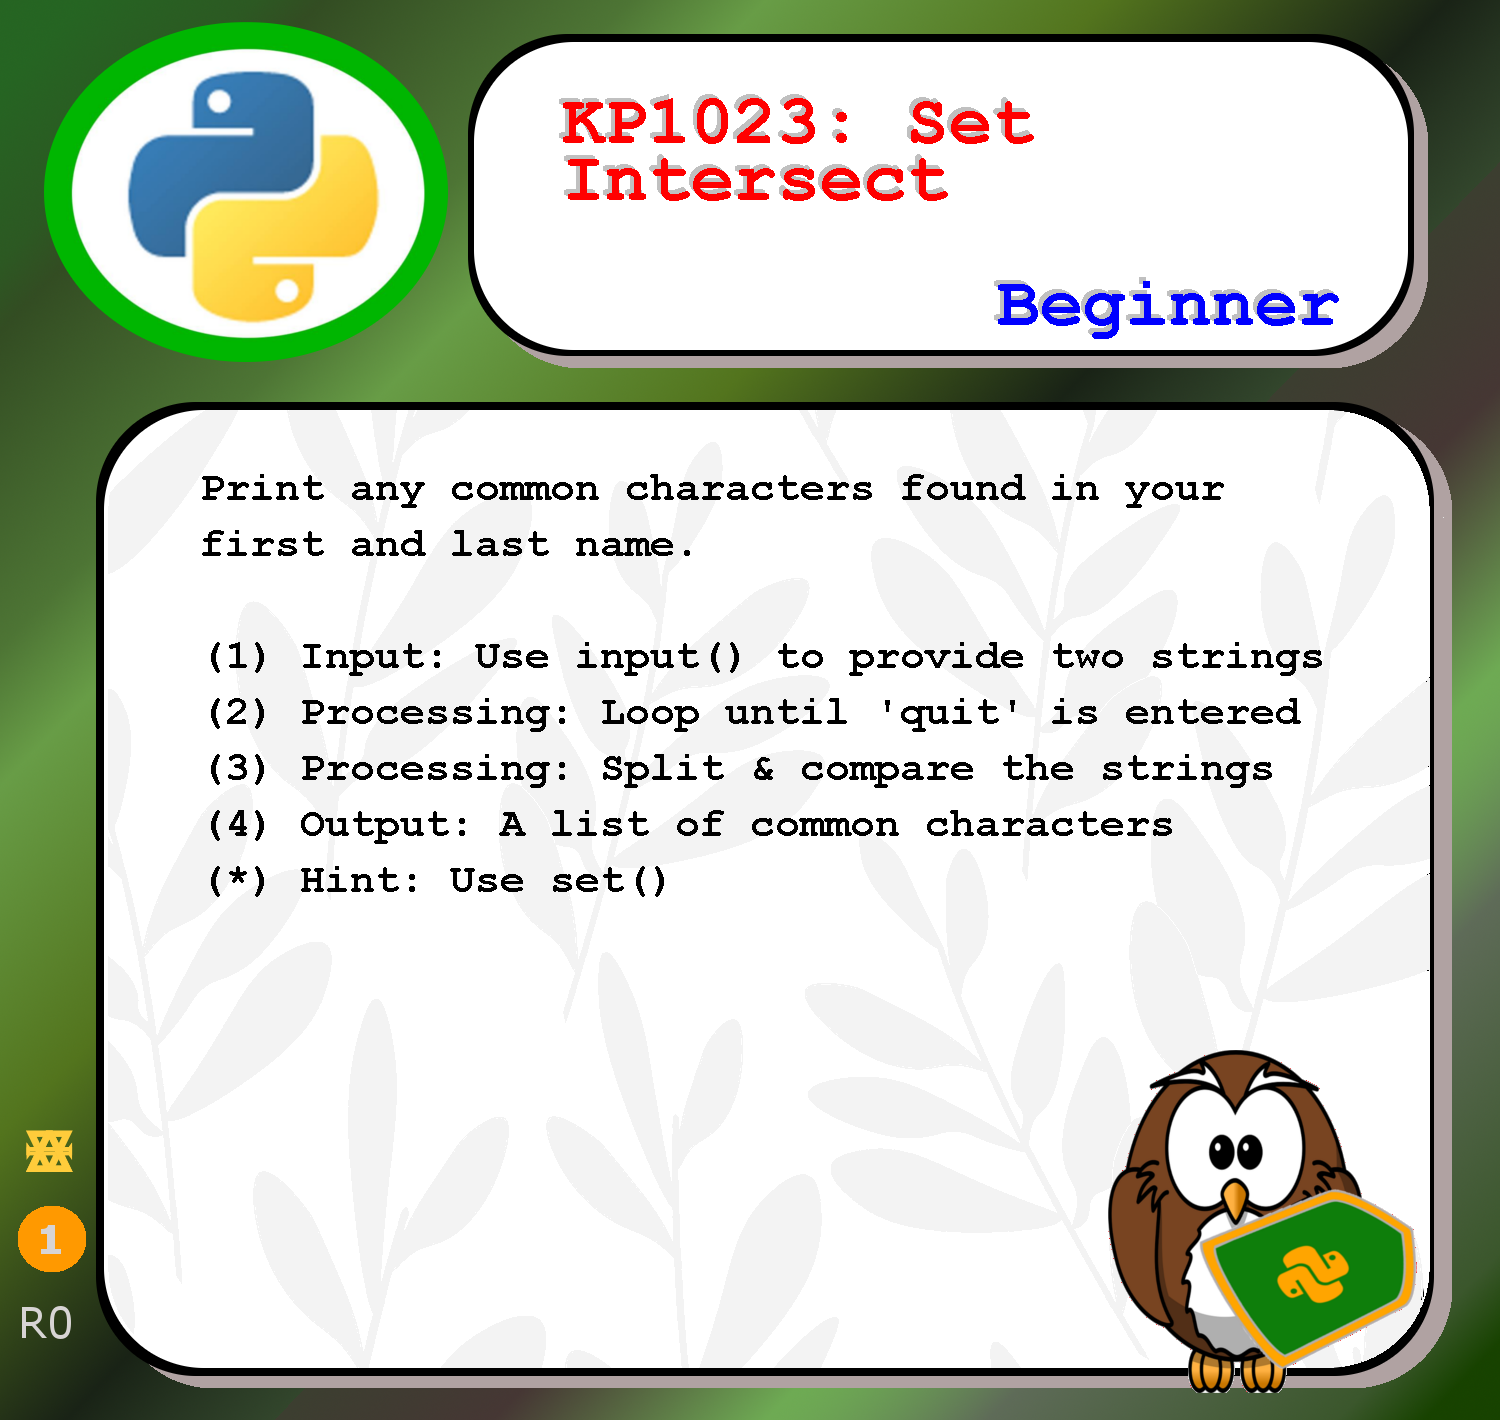 KP1023: Set
Intersect
Beginner
Print any common characters found in your
first and last name.
(1) Input: Use input() to provide two strings
(2) Processing: Loop until 'quit' is entered
(3) Processing: Split & compare the strings
(4) Output: A list of common characters
(*) Hint: Use set()
1
R0